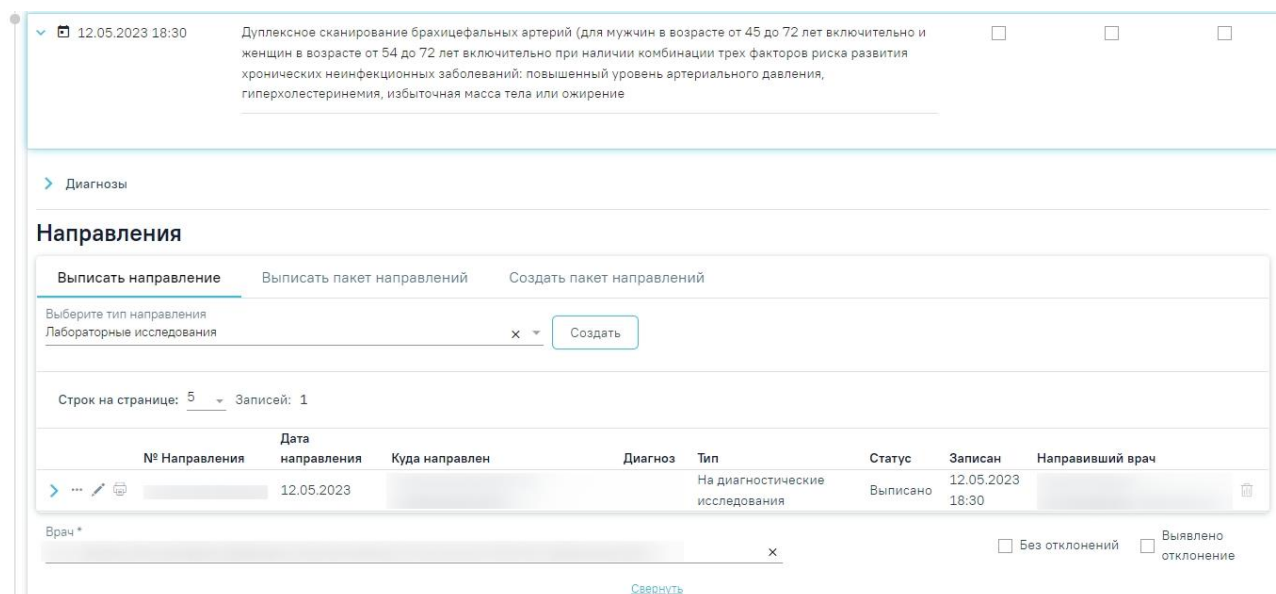 12.05.2023 18:30
Дуплексное сканирование брахицефальных артерий (для мужчин в возрасте от 45 до 72 лет включительно и
женщин в возрасте от 54 до 72 лет включительно при наличии комбинации трех факторов риска развития
хронических неинфекционных заболеваний: повышенный уровень артериального давления,
гиперхолестеринемия, избыточная масса тела или ожирение
Диагнозы
Направления
Выписать направление Выписать пакет направлений Создать пакет направлений
Выберите тип направления
Лабораторные исследования
Создать
Строк на странице: 5 Записей: 1
№ Направления Дата направления Куда направлен Диагноз Тип Статус Записан Направивший врач
12.05.2023 На диагностические исследования Выписано 12.05.2023 18:30
Врач *
Без отклонений Выявлено отклонение
Свернуть